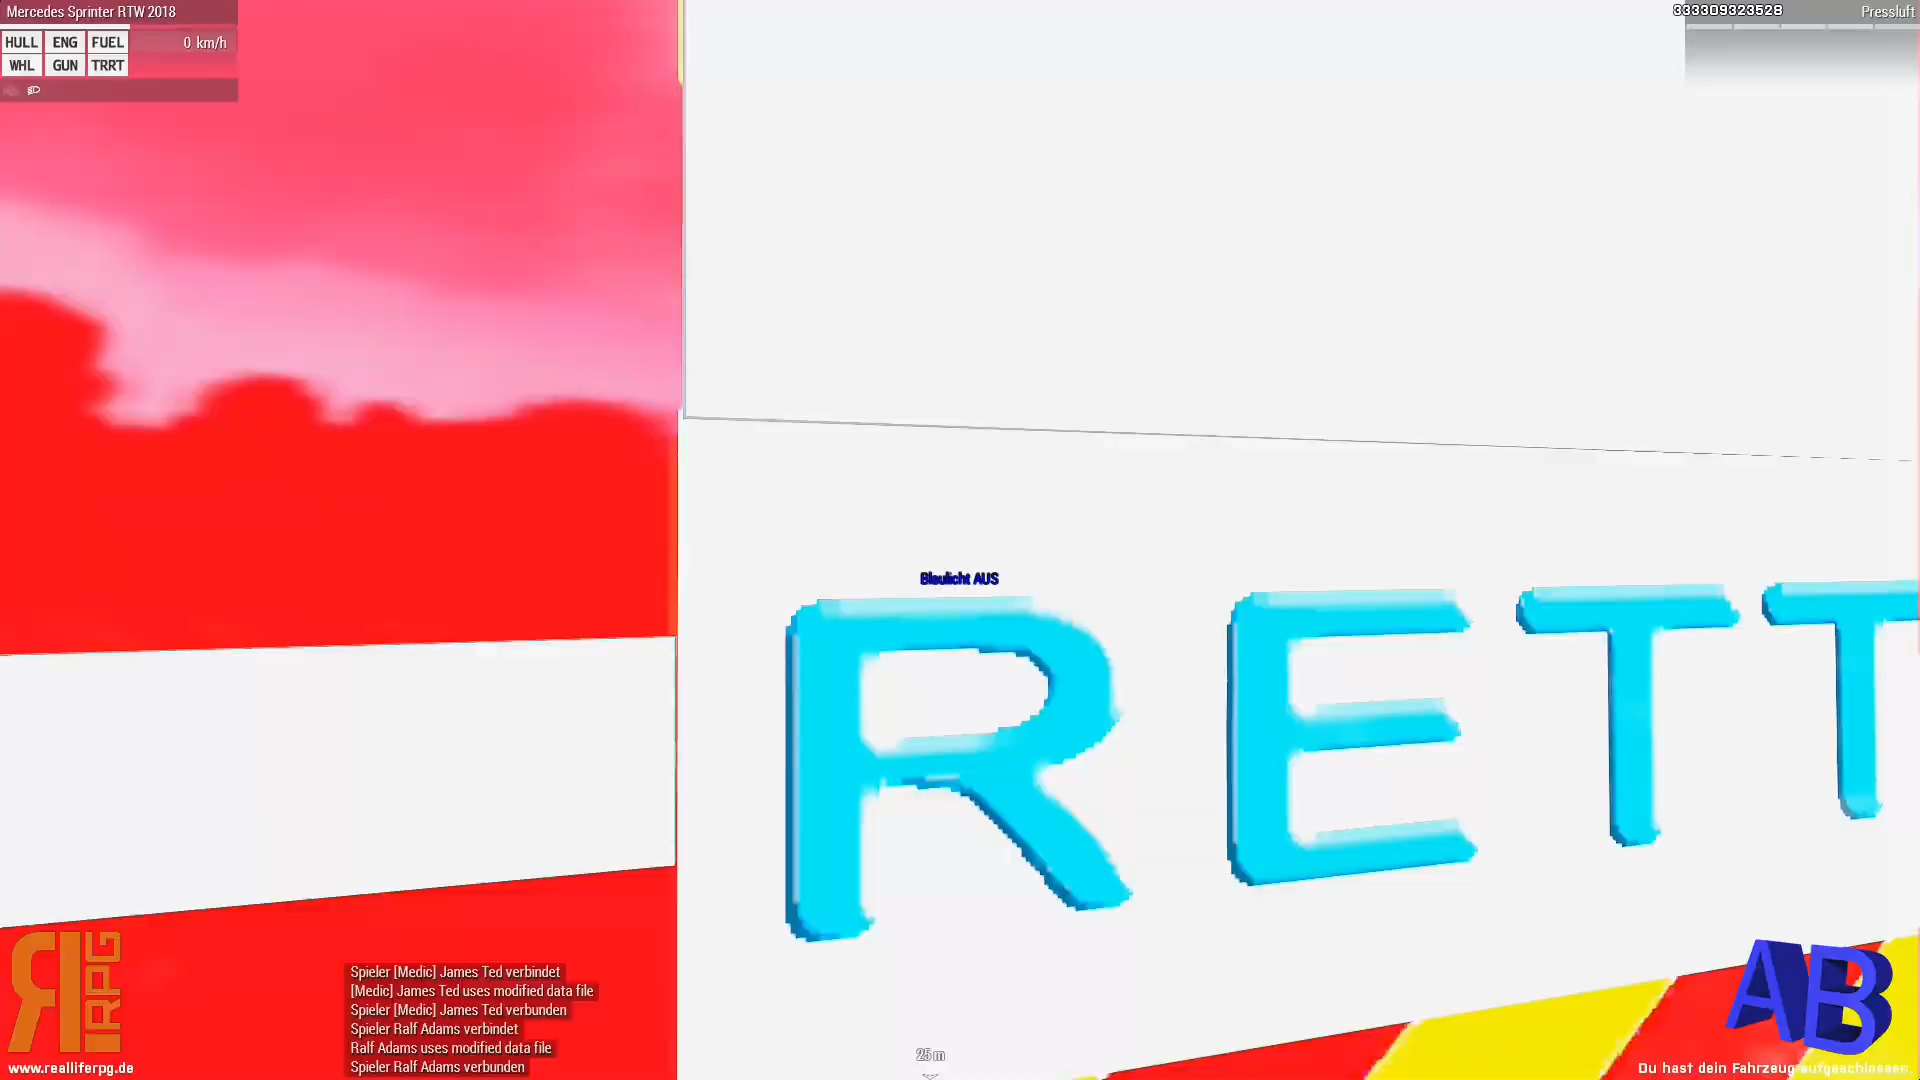 Mercedes Sprinter RTW 2018
HULL ENG FUEL 0 km/h
WHL GUN TRRT
333309323528
Pressluft
Blaulicht AUS
RETT
Spieler [Medic] James Ted verbindet
[Medic] James Ted uses modified data file
Spieler [Medic] James Ted verbunden
Spieler Ralf Adams verbindet
Ralf Adams uses modified data file
Spieler Ralf Adams verbunden
25 m
RLRPG
www.realliferpg.de
AB
Du hast dein Fahrzeug aufgeschlossen.